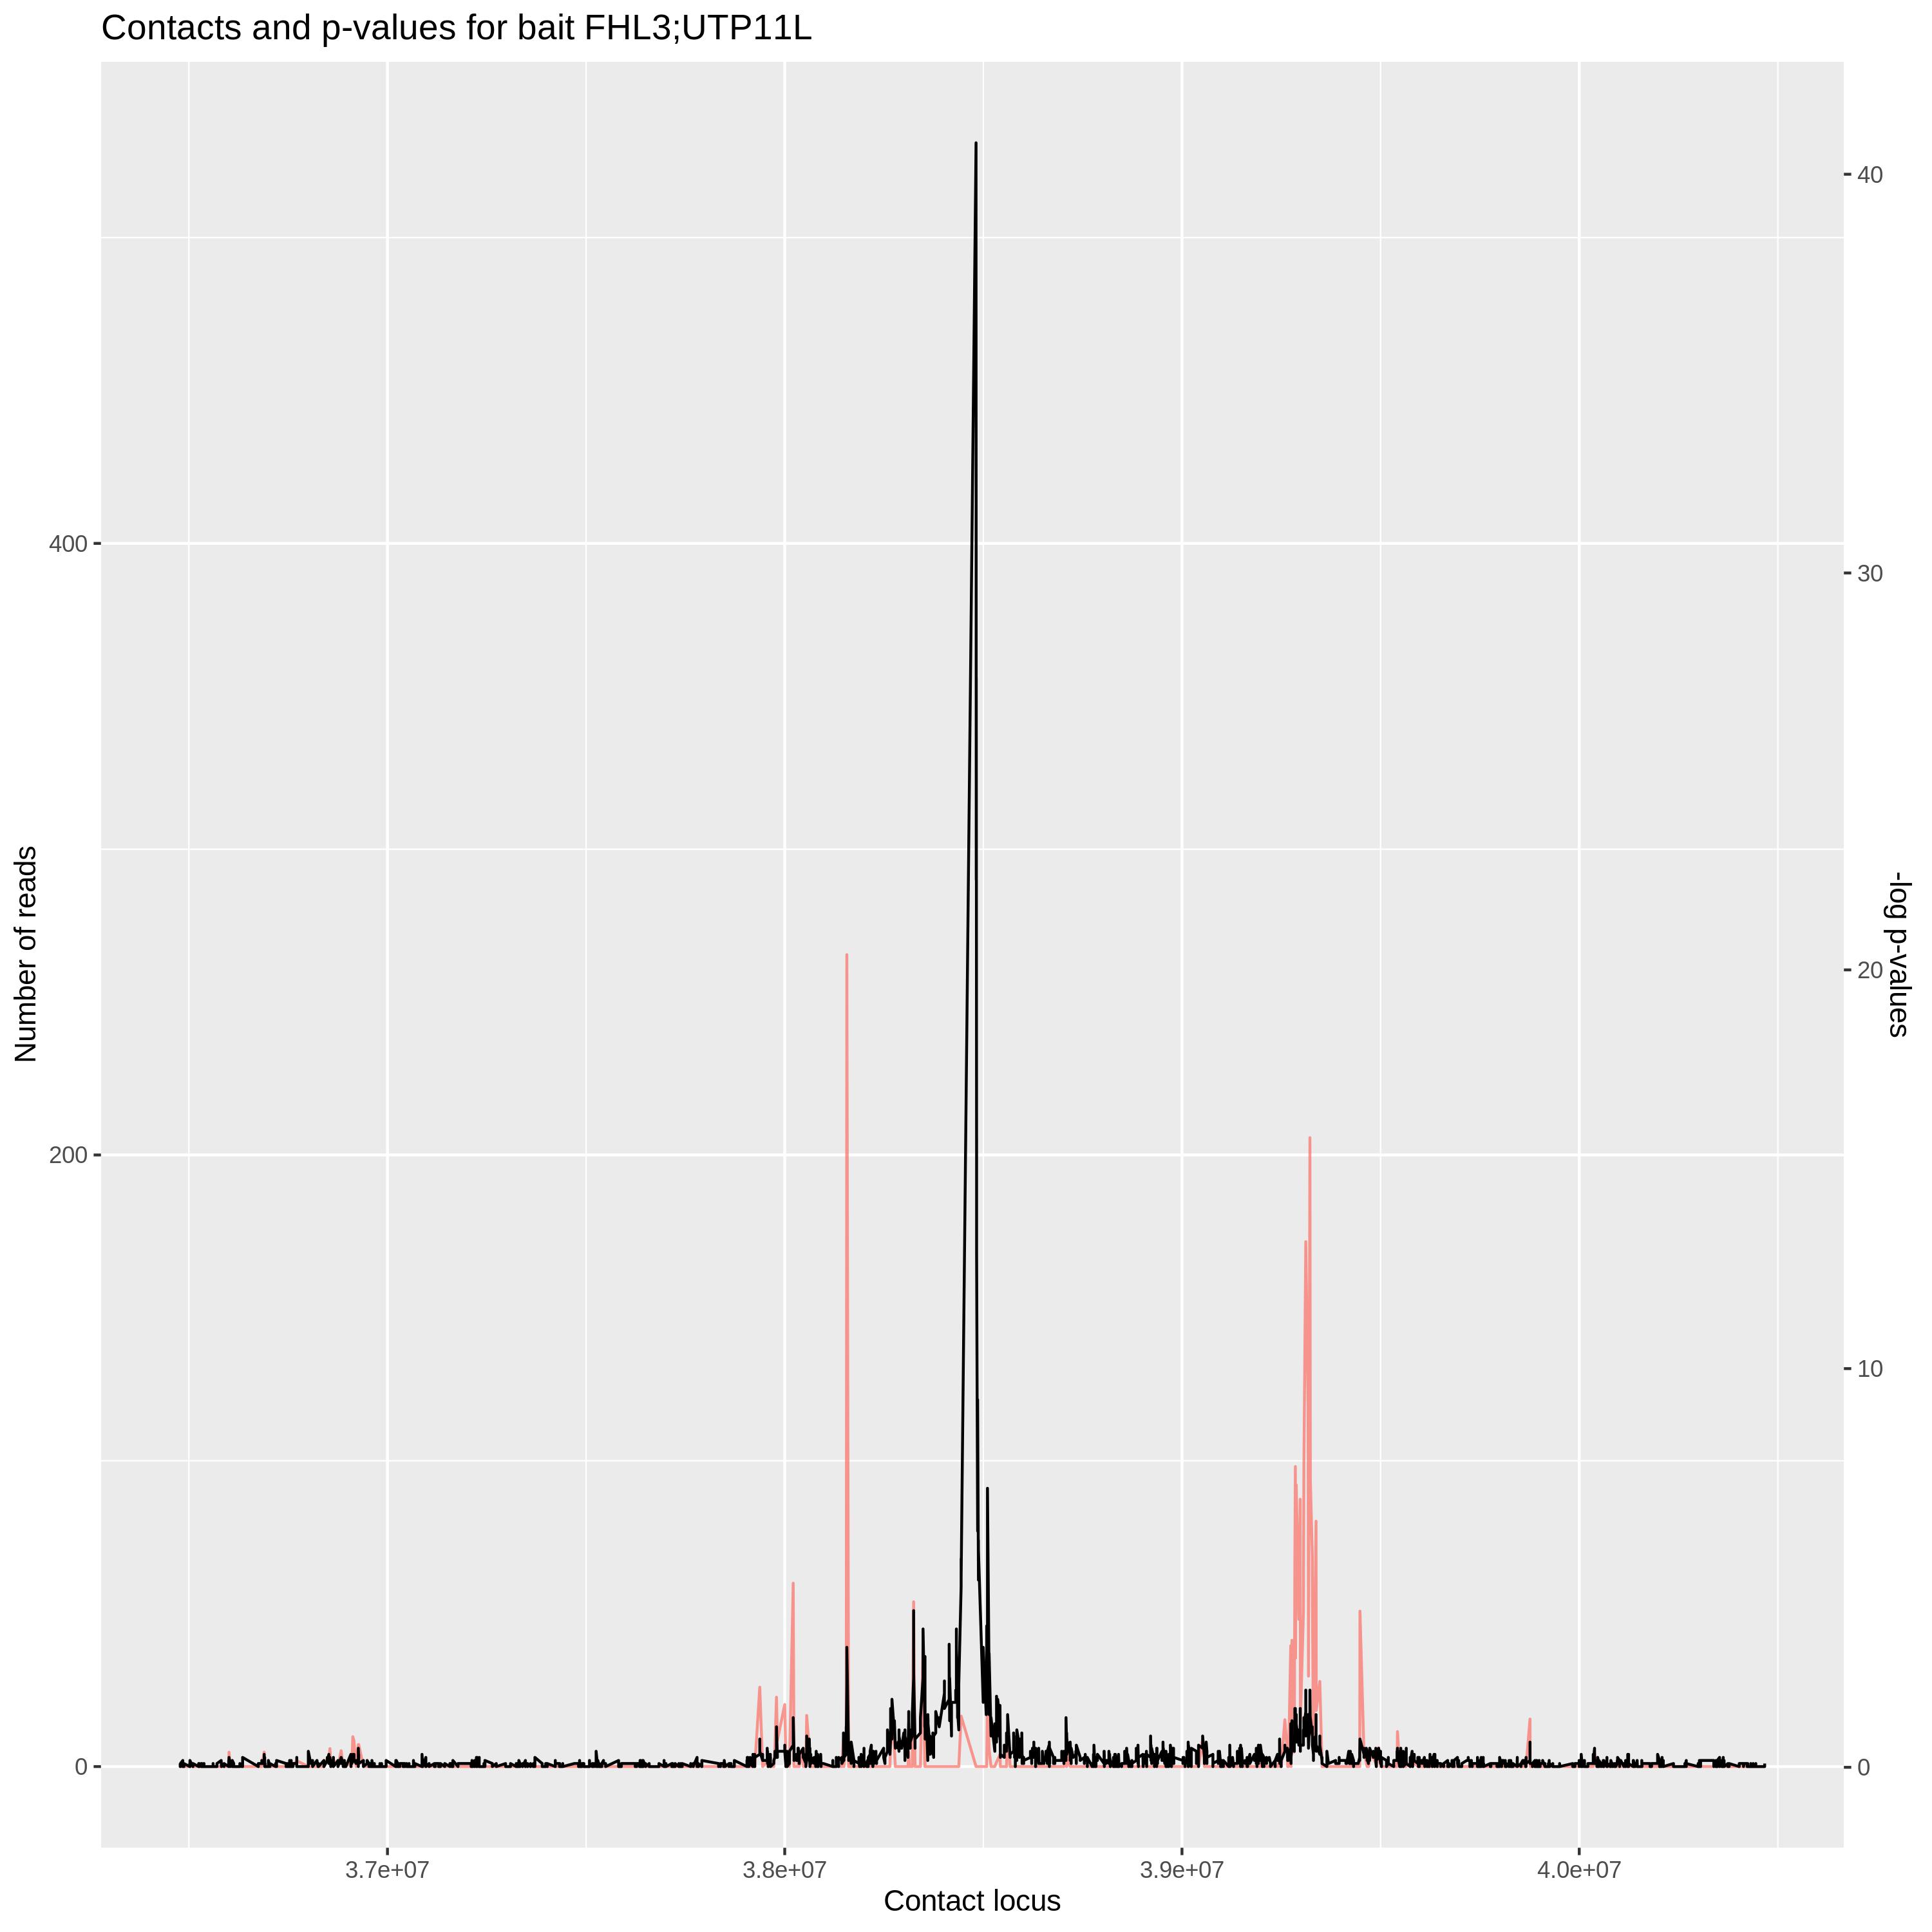 Contacts and p-values for bait FHL3;UTP11L
Number of reads
400
200
0
40
30
20
10
0
-log p-values
3.7e+07
3.8e+07
3.9e+07
4.0e+07
Contact locus